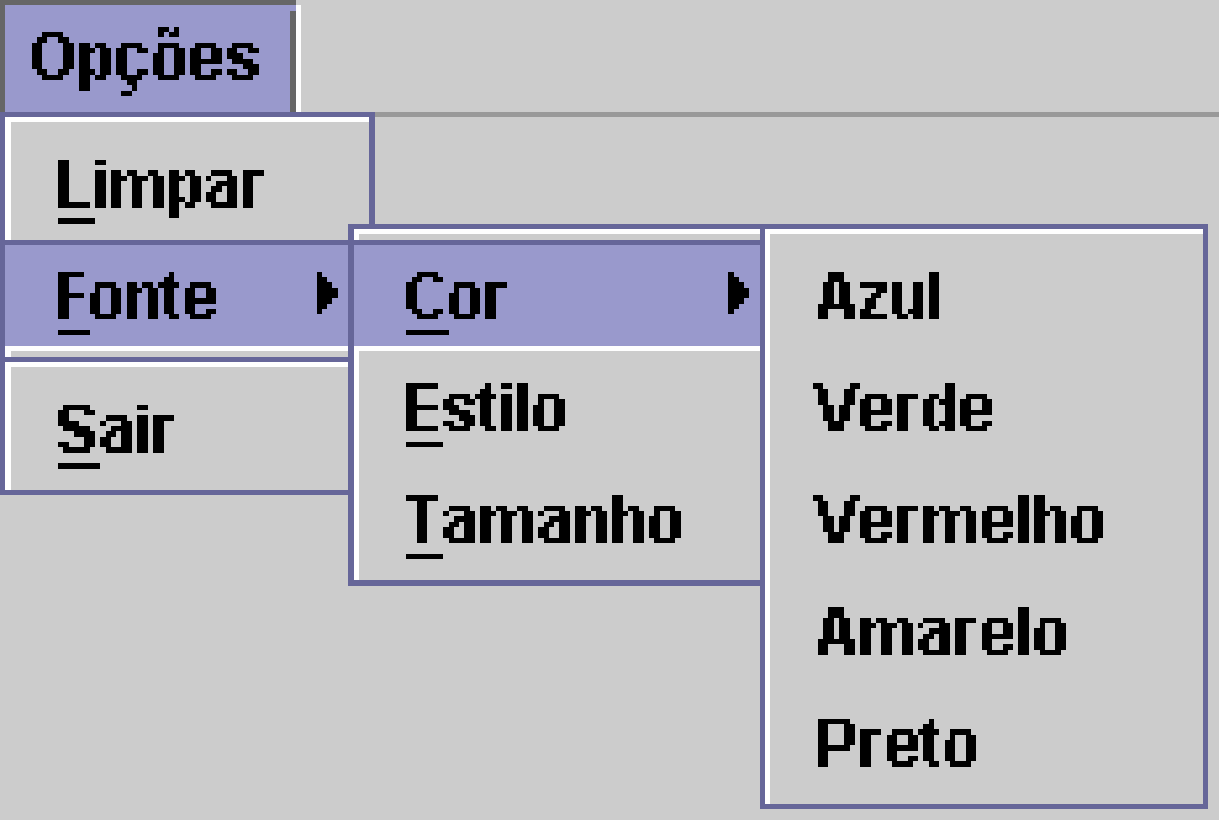 Opções
Limpar
Fonte
Sair
Cor
Estilo
Tamanho
Azul
Verde
Vermelho
Amarelo
Preto